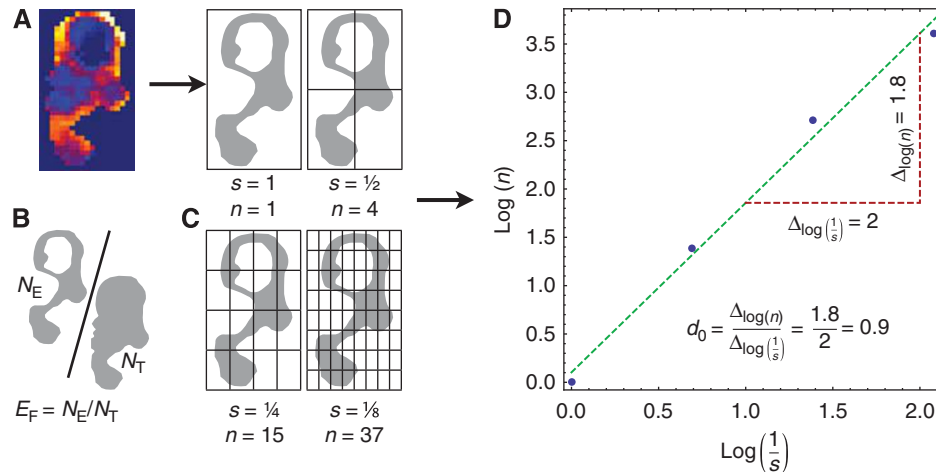 A
s = 1
n = 1
s = ½
n = 4
B
N_E
N_T
E_F = N_E/N_T
C
s = ¼
n = 15
s = ⅛
n = 37
D
Log (n)
3.5
3.0
2.5
2.0
1.5
1.0
0.5
0.0
Δ_log(n) = 1.8
Δ_log(1/s) = 2
d_0 = Δ_log(n) / Δ_log(1/s) = 1.8/2 = 0.9
0.0 0.5 1.0 1.5 2.0
Log(1/s)